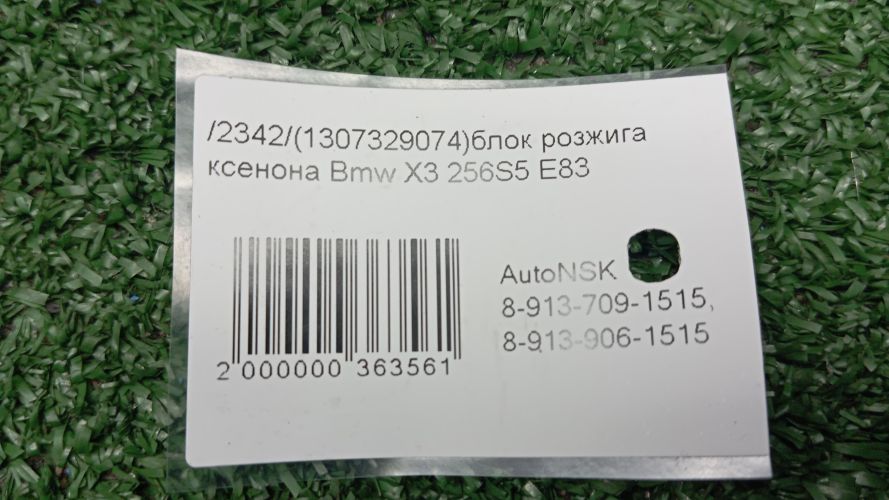 /2342/(1307329074)блок розжига
ксенона Bmw X3 256S5 E83
AutoNSK
8-913-709-1515,
8-913-906-1515
2 000000 363561